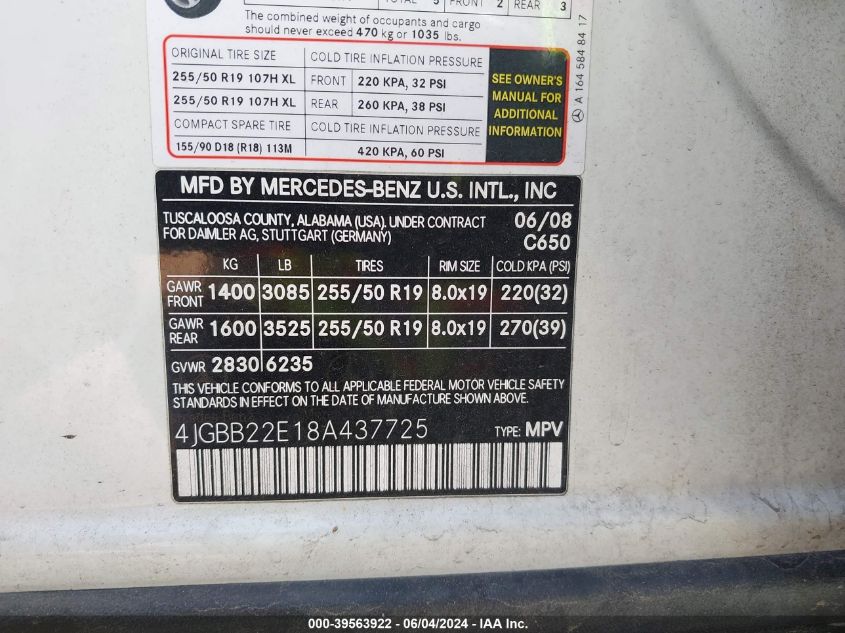 TOTAL 5 FRONT 2 REAR 3
The combined weight of occupants and cargo
should never exceed 470 kg or 1035 lbs.
ORIGINAL TIRE SIZE COLD TIRE INFLATION PRESSURE
255/50 R19 107H XL FRONT 220 KPA, 32 PSI
255/50 R19 107H XL REAR 260 KPA, 38 PSI
COMPACT SPARE TIRE COLD TIRE INFLATION PRESSURE
155/90 D18 (R18) 113M 420 KPA, 60 PSI
SEE OWNER'S
MANUAL FOR
ADDITIONAL
INFORMATION
A 164 584 84 17
MFD BY MERCEDES-BENZ U.S. INTL., INC
TUSCALOOSA COUNTY, ALABAMA (USA). UNDER CONTRACT 06/08
FOR DAIMLER AG, STUTTGART (GERMANY) C650
KG LB TIRES RIM SIZE COLD KPA (PSI)
GAWR FRONT 1400 3085 255/50 R19 8.0x19 220(32)
GAWR REAR 1600 3525 255/50 R19 8.0x19 270(39)
GVWR 2830 6235
THIS VEHICLE CONFORMS TO ALL APPLICABLE FEDERAL MOTOR VEHICLE SAFETY
STANDARDS IN EFFECT ON THE DATE OF MANUFACTURE SHOWN ABOVE.
4JGBB22E18A437725 TYPE: MPV
000-39563922 - 06/04/2024 - IAA Inc.